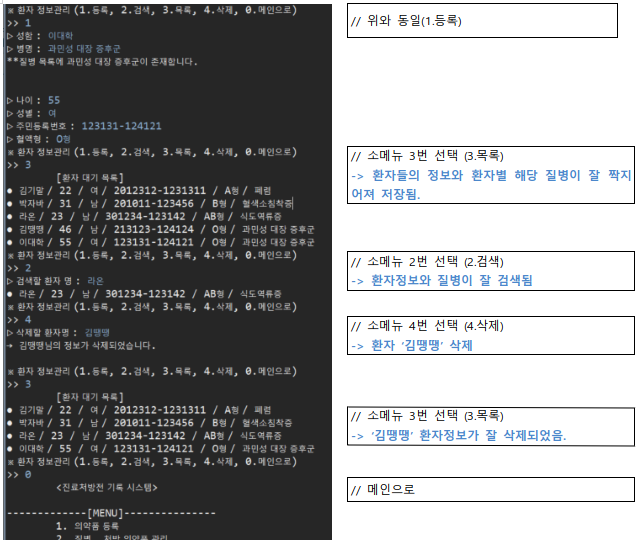 ※ 환자 정보관리 (1.등록, 2.검색, 3.목록, 4.삭제, 0.메인으로)
>> 1
▷ 성함 : 이대학
▷ 병명 : 과민성 대장 증후군
**질병 목록에 과민성 대장 증후군이 존재합니다.
▷ 나이 : 55
▷ 성별 : 여
▷ 주민등록번호 : 123131-124121
▷ 혈액형 : O형
※ 환자 정보관리 (1.등록, 2.검색, 3.목록, 4.삭제, 0.메인으로)
>> 3
[환자 대기 목록]
● 김기말 / 22 / 여 / 2012312-1231311 / A형 / 폐렴
● 박자바 / 31 / 남 / 201011-123456 / B형 / 혈색소침착증
● 라온 / 23 / 남 / 301234-123142 / AB형 / 식도역류증
● 김땡땡 / 46 / 남 / 213123-124124 / O형 / 과민성 대장 증후군
● 이대학 / 55 / 여 / 123131-124121 / O형 / 과민성 대장 증후군
※ 환자 정보관리 (1.등록, 2.검색, 3.목록, 4.삭제, 0.메인으로)
>> 2
▷ 검색할 환자 명 : 라온
● 라온 / 23 / 남 / 301234-123142 / AB형 / 식도역류증
※ 환자 정보관리 (1.등록, 2.검색, 3.목록, 4.삭제, 0.메인으로)
>> 4
▷ 삭제할 환자명 : 김땡땡
→ 김땡땡님의 정보가 삭제되었습니다.
※ 환자 정보관리 (1.등록, 2.검색, 3.목록, 4.삭제, 0.메인으로)
>> 3
[환자 대기 목록]
● 김기말 / 22 / 여 / 2012312-1231311 / A형 / 폐렴
● 박자바 / 31 / 남 / 201011-123456 / B형 / 혈색소침착증
● 라온 / 23 / 남 / 301234-123142 / AB형 / 식도역류증
● 이대학 / 55 / 여 / 123131-124121 / O형 / 과민성 대장 증후군
※ 환자 정보관리 (1.등록, 2.검색, 3.목록, 4.삭제, 0.메인으로)
>> 0
<진료처방전 기록 시스템>
-------------[MENU]---------------
1. 의약품 등록
2. 질병, 처방 의약품 관리
// 위와 동일(1.등록)
// 소메뉴 3번 선택 (3.목록)
-> 환자들의 정보와 환자별 해당 질병이 잘 짝지
어져 저장됨.
// 소메뉴 2번 선택 (2.검색)
-> 환자정보와 질병이 잘 검색됨
// 소메뉴 4번 선택 (4.삭제)
-> 환자 ‘김땡땡’ 삭제
// 소메뉴 3번 선택 (3.목록)
-> ‘김땡땡’ 환자정보가 잘 삭제되었음.
// 메인으로